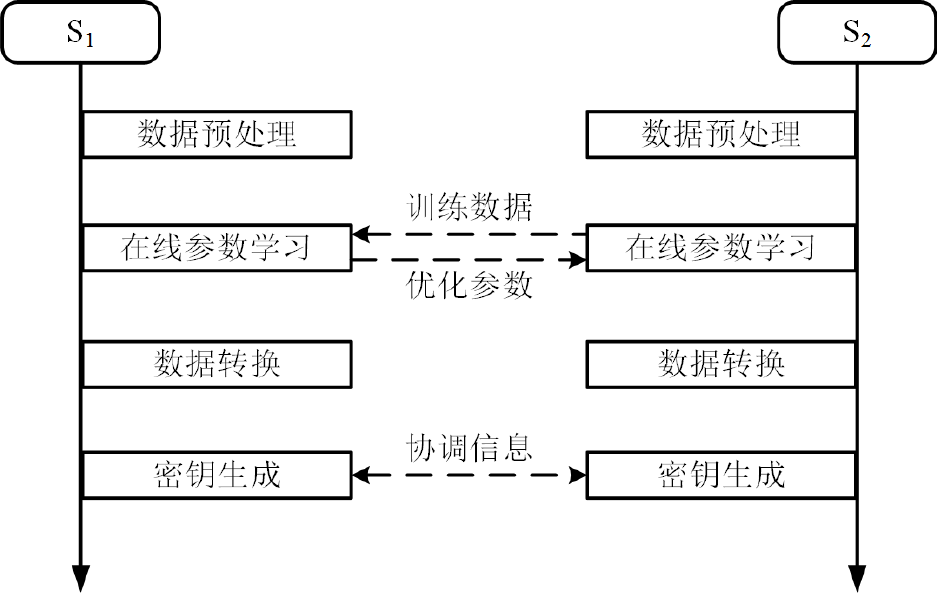 S₁ S₂
数据预处理 数据预处理
训练数据
在线参数学习 在线参数学习
优化参数
数据转换 数据转换
协调信息
密钥生成 密钥生成